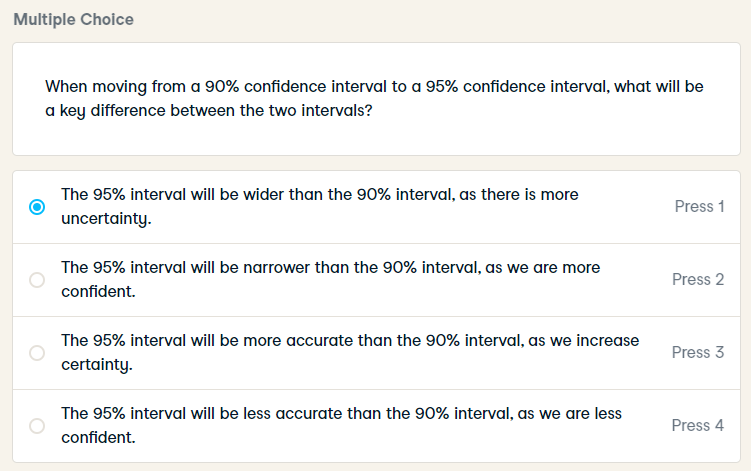 Multiple Choice
When moving from a 90% confidence interval to a 95% confidence interval, what will be
a key difference between the two intervals?
The 95% interval will be wider than the 90% interval, as there is more
uncertainty.
Press 1
The 95% interval will be narrower than the 90% interval, as we are more
confident.
Press 2
The 95% interval will be more accurate than the 90% interval, as we increase
certainty.
Press 3
The 95% interval will be less accurate than the 90% interval, as we are less
confident.
Press 4